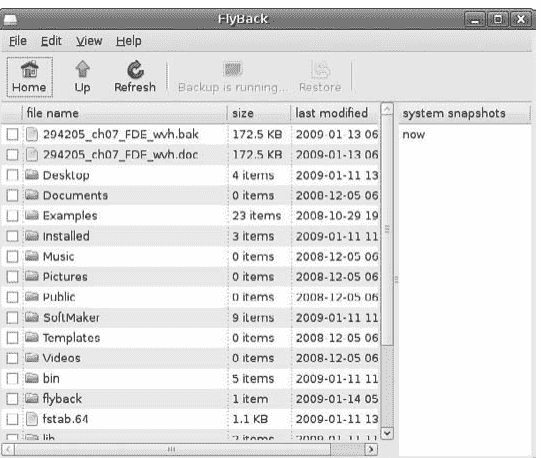 FlyBack
File Edit View Help
Home Up Refresh Backup is running... Restore
file name size last modified system snapshots
294205_ch07_FDE_wvh.bak 172.5 KB 2009-01-13 06 now
294205_ch07_FDE_wvh.doc 172.5 KB 2009-01-13 06
Desktop 4 items 2009-01-11 13
Documents 0 items 2008-12-05 06
Examples 23 items 2008-10-29 19
Installed 3 items 2009-01-11 11
Music 0 items 2008-12-05 06
Pictures 0 items 2008-12-05 06
Public 0 items 2008-12-05 06
SoftMaker 9 items 2009-01-11 11
Templates 0 items 2008-12-05 06
Videos 0 items 2008-12-05 06
bin 5 items 2009-01-11 11
flyback 1 item 2009-01-14 05
fstab.64 1.1 KB 2009-01-11 13
lib items 2009-01-11 11